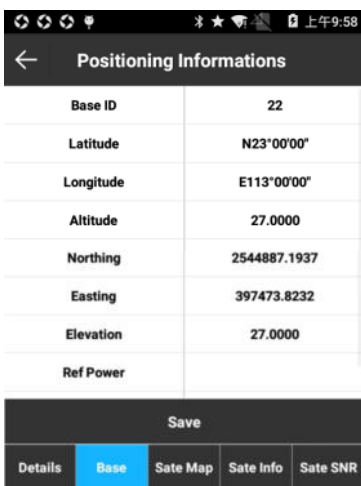 上午9:58
Positioning Informations
Base ID 22
Latitude N23°00'00"
Longitude E113°00'00"
Altitude 27.0000
Northing 2544887.1937
Easting 397473.8232
Elevation 27.0000
Ref Power
Save
Details Base Sate Map Sate Info Sate SNR